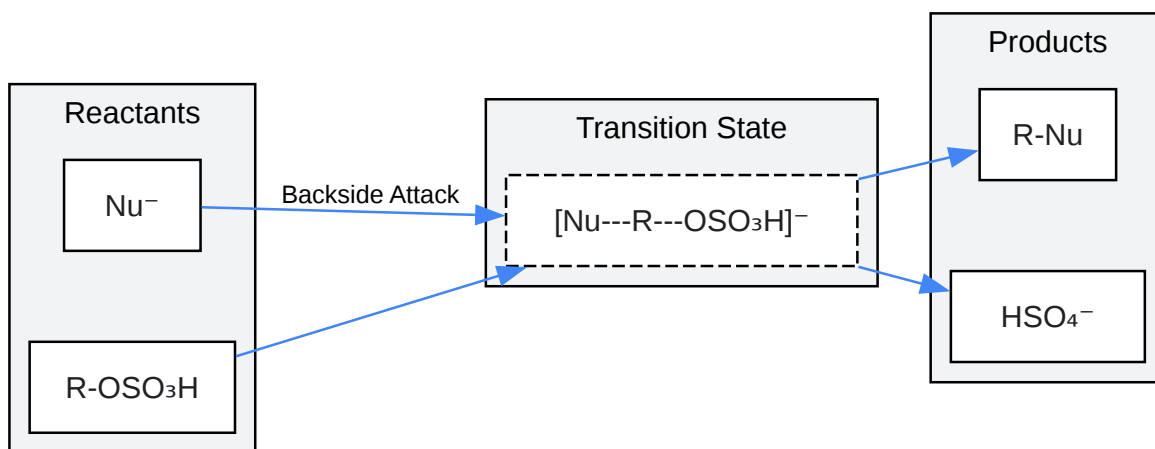 Reactants
Nu⁻
R-OSO₃H
Backside Attack
Transition State
[Nu---R---OSO₃H]⁻
Products
R-Nu
HSO₄⁻